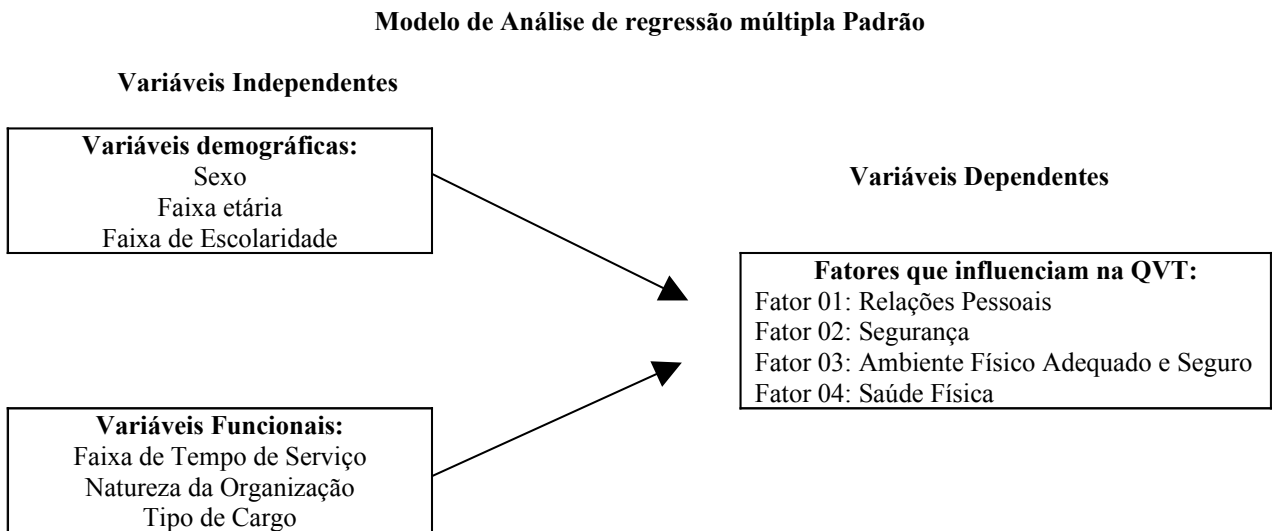 Modelo de Análise de regressão múltipla Padrão
Variáveis Independentes
Variáveis demográficas:
Sexo
Faixa etária
Faixa de Escolaridade
Variáveis Dependentes
Fatores que influenciam na QVT:
Fator 01: Relações Pessoais
Fator 02: Segurança
Fator 03: Ambiente Físico Adequado e Seguro
Fator 04: Saúde Física
Variáveis Funcionais:
Faixa de Tempo de Serviço
Natureza da Organização
Tipo de Cargo